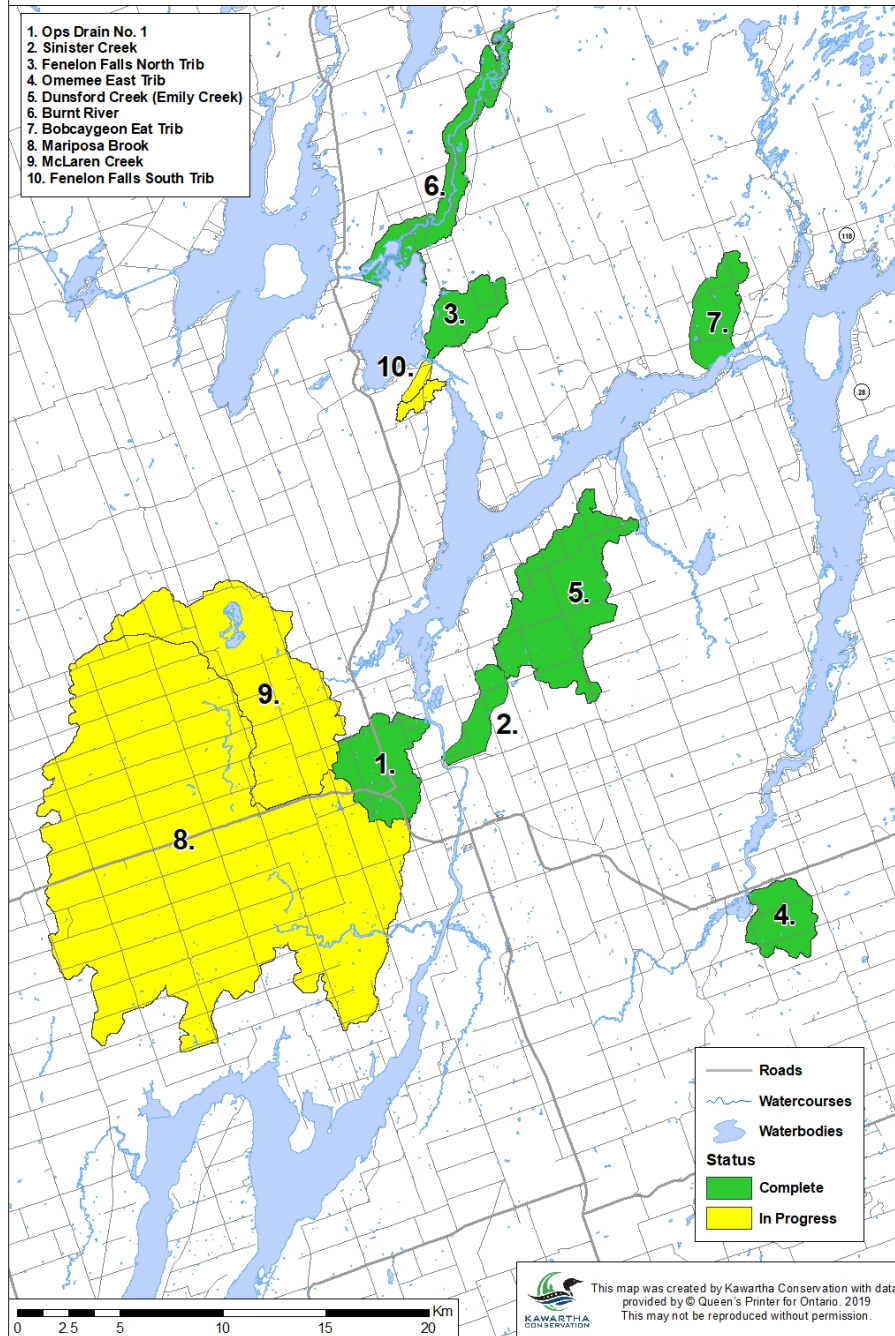 1. Ops Drain No. 1
2. Sinister Creek
3. Fenelon Falls North Trib
4. Omemee East Trib
5. Dunsford Creek (Emily Creek)
6. Burnt River
7. Bobcaygeon Eat Trib
8. Mariposa Brook
9. McLaren Creek
10. Fenelon Falls South Trib
6.
118
3.
7.
10.
28
5.
9.
2.
1.
8.
4.
Roads
Watercourses
Waterbodies
Status
Complete
In Progress
KAWARTHA
CONSERVATION
This map was created by Kawartha Conservation with data
provided by © Queen's Printer for Ontario. 2019
This may not be reproduced without permission.
0 2.5 5 10 15 20 Km